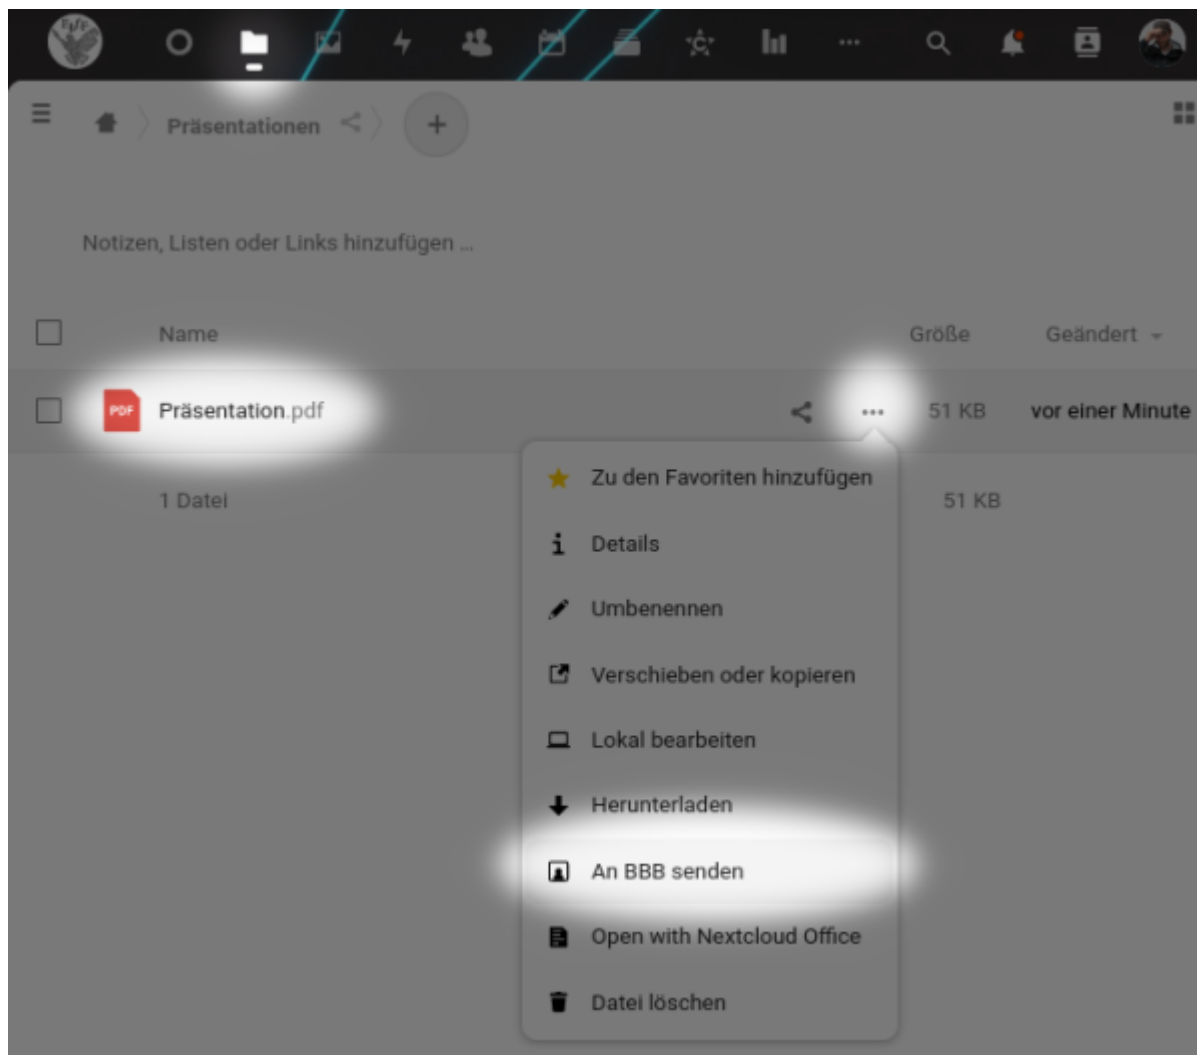 FIfF
Präsentationen
Notizen, Listen oder Links hinzufügen ...
Name Größe Geändert
PDF Präsentation.pdf 51 KB vor einer Minute
1 Datei 51 KB
Zu den Favoriten hinzufügen
Details
Umbenennen
Verschieben oder kopieren
Lokal bearbeiten
Herunterladen
An BBB senden
Open with Nextcloud Office
Datei löschen